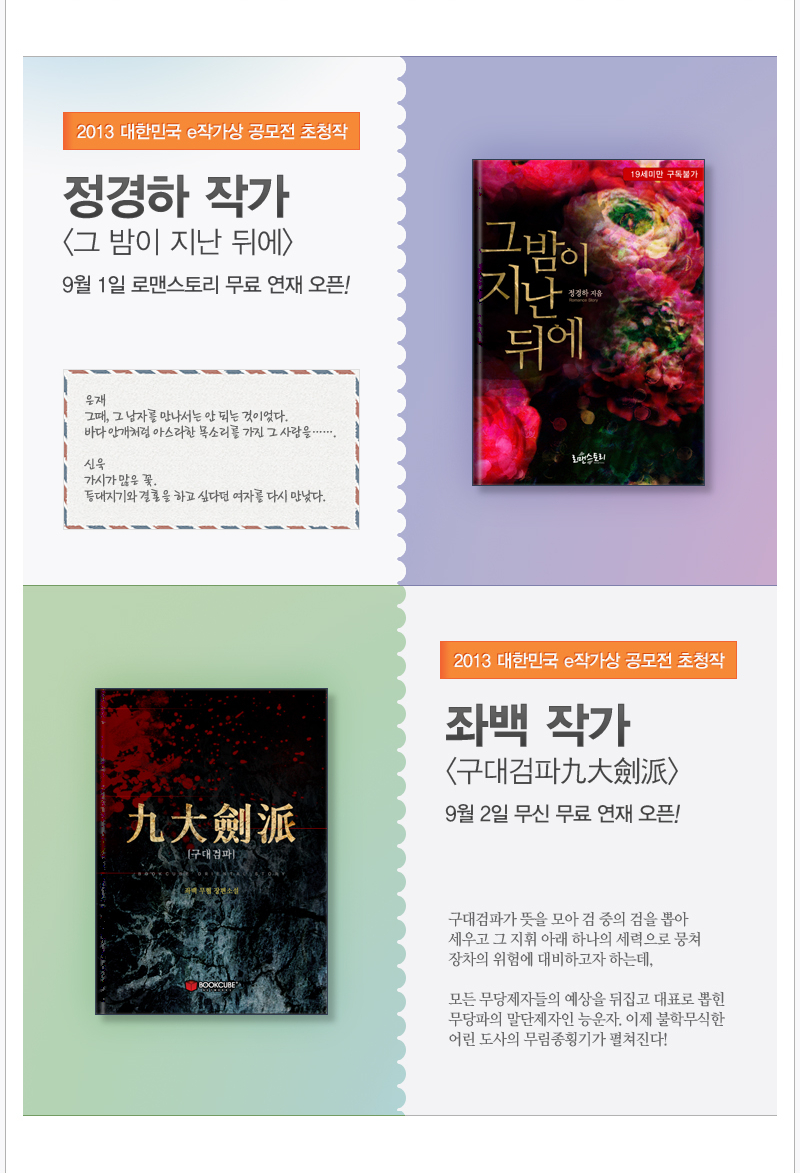 2013 대한민국 e작가상 공모전 초청작
정경하 작가
〈그 밤이 지난 뒤에〉
9월 1일 로맨스토리 무료 연재 오픈!
은재
그때, 그 남자를 만나서는 안 되는 것이었다.
바다 안개처럼 아스라한 목소리를 가진 그 사람을…….
신욱
가시가 많은 꽃.
등대지기와 결혼을 하고 싶다던 여자를 다시 만났다.
19세미만 구독불가
그 밤이
지난
정경하 지음
Romance Story
뒤에
로맨스토리
九大劍派
|구대검파|
BOOKCUBE ORIENTAL STORY
좌백 무협 장편소설
BOOKCUBE
2013 대한민국 e작가상 공모전 초청작
좌백 작가
〈구대검파九大劍派〉
9월 2일 무신 무료 연재 오픈!
구대검파가 뜻을 모아 검 중의 검을 뽑아
세우고 그 지휘 아래 하나의 세력으로 뭉쳐
장차의 위험에 대비하고자 하는데,
모든 무당제자들의 예상을 뒤집고 대표로 뽑힌
무당파의 말단제자인 능운자. 이제 불학무식한
어린 도사의 무림종횡기가 펼쳐진다!